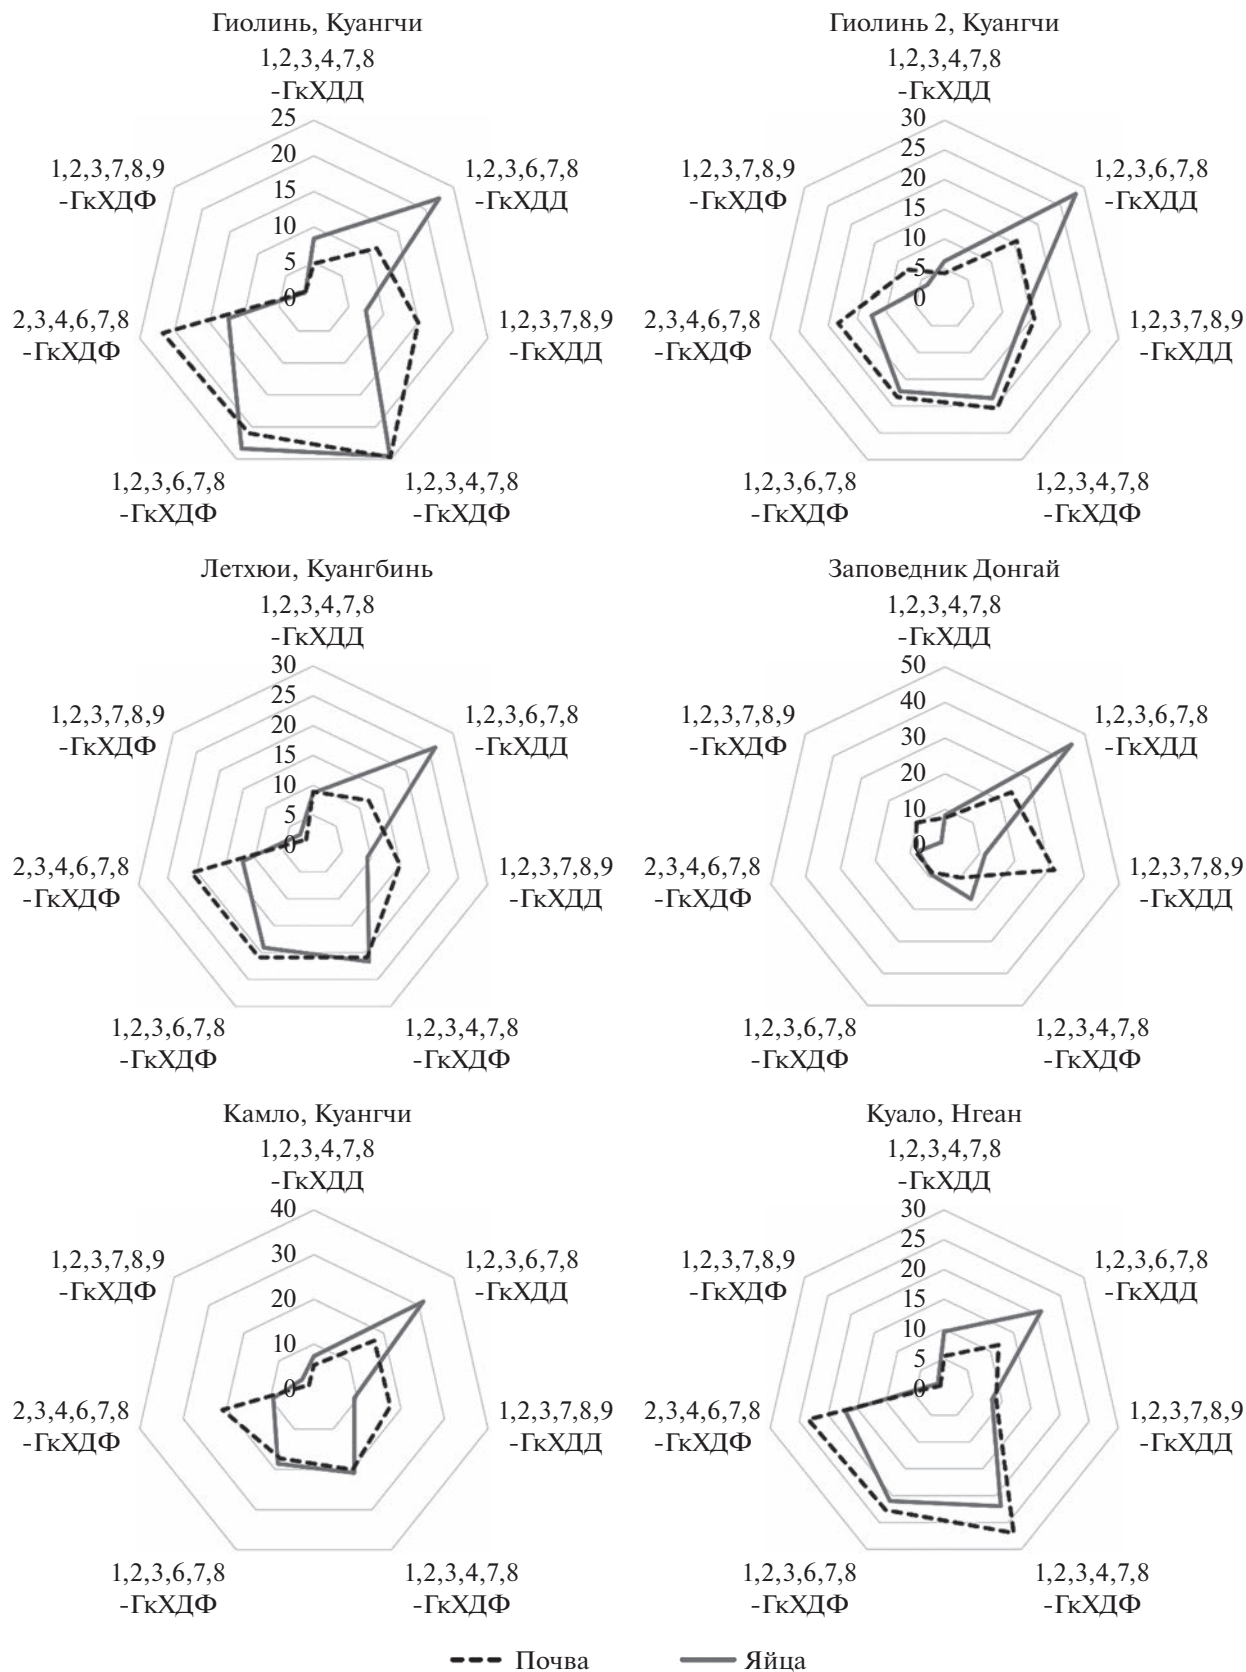 Гиолинь, Куангчи
1,2,3,4,7,8
-ГкХДД
25
20
15
10
5
0
1,2,3,6,7,8
-ГкХДД
1,2,3,7,8,9
-ГкХДД
1,2,3,4,7,8
-ГкХДФ
1,2,3,6,7,8
-ГкХДФ
2,3,4,6,7,8
-ГкХДФ
1,2,3,7,8,9
-ГкХДФ
Гиолинь 2, Куангчи
1,2,3,4,7,8
-ГкХДД
30
25
20
15
10
5
0
1,2,3,6,7,8
-ГкХДД
1,2,3,7,8,9
-ГкХДД
1,2,3,4,7,8
-ГкХДФ
1,2,3,6,7,8
-ГкХДФ
2,3,4,6,7,8
-ГкХДФ
1,2,3,7,8,9
-ГкХДФ
Летхюи, Куангбинь
1,2,3,4,7,8
-ГкХДД
30
25
20
15
10
5
0
1,2,3,6,7,8
-ГкХДД
1,2,3,7,8,9
-ГкХДД
1,2,3,4,7,8
-ГкХДФ
1,2,3,6,7,8
-ГкХДФ
2,3,4,6,7,8
-ГкХДФ
1,2,3,7,8,9
-ГкХДФ
Заповедник Донгай
1,2,3,4,7,8
-ГкХДД
50
40
30
20
10
0
1,2,3,6,7,8
-ГкХДД
1,2,3,7,8,9
-ГкХДД
1,2,3,4,7,8
-ГкХДФ
1,2,3,6,7,8
-ГкХДФ
2,3,4,6,7,8
-ГкХДФ
1,2,3,7,8,9
-ГкХДФ
Камло, Куангчи
1,2,3,4,7,8
-ГкХДД
40
30
20
10
0
1,2,3,6,7,8
-ГкХДД
1,2,3,7,8,9
-ГкХДД
1,2,3,4,7,8
-ГкХДФ
1,2,3,6,7,8
-ГкХДФ
2,3,4,6,7,8
-ГкХДФ
1,2,3,7,8,9
-ГкХДФ
Куало, Нгеан
1,2,3,4,7,8
-ГкХДД
30
25
20
15
10
5
0
1,2,3,6,7,8
-ГкХДД
1,2,3,7,8,9
-ГкХДД
1,2,3,4,7,8
-ГкХДФ
1,2,3,6,7,8
-ГкХДФ
2,3,4,6,7,8
-ГкХДФ
1,2,3,7,8,9
-ГкХДФ
Почва
Яйца